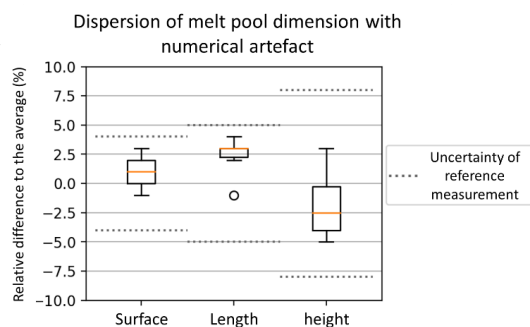 Dispersion of melt pool dimension with
numerical artefact
Relative difference to the average (%)
10.0
7.5
5.0
2.5
0.0
−2.5
−5.0
−7.5
−10.0
Surface
Length
height
Uncertainty of
reference
measurement